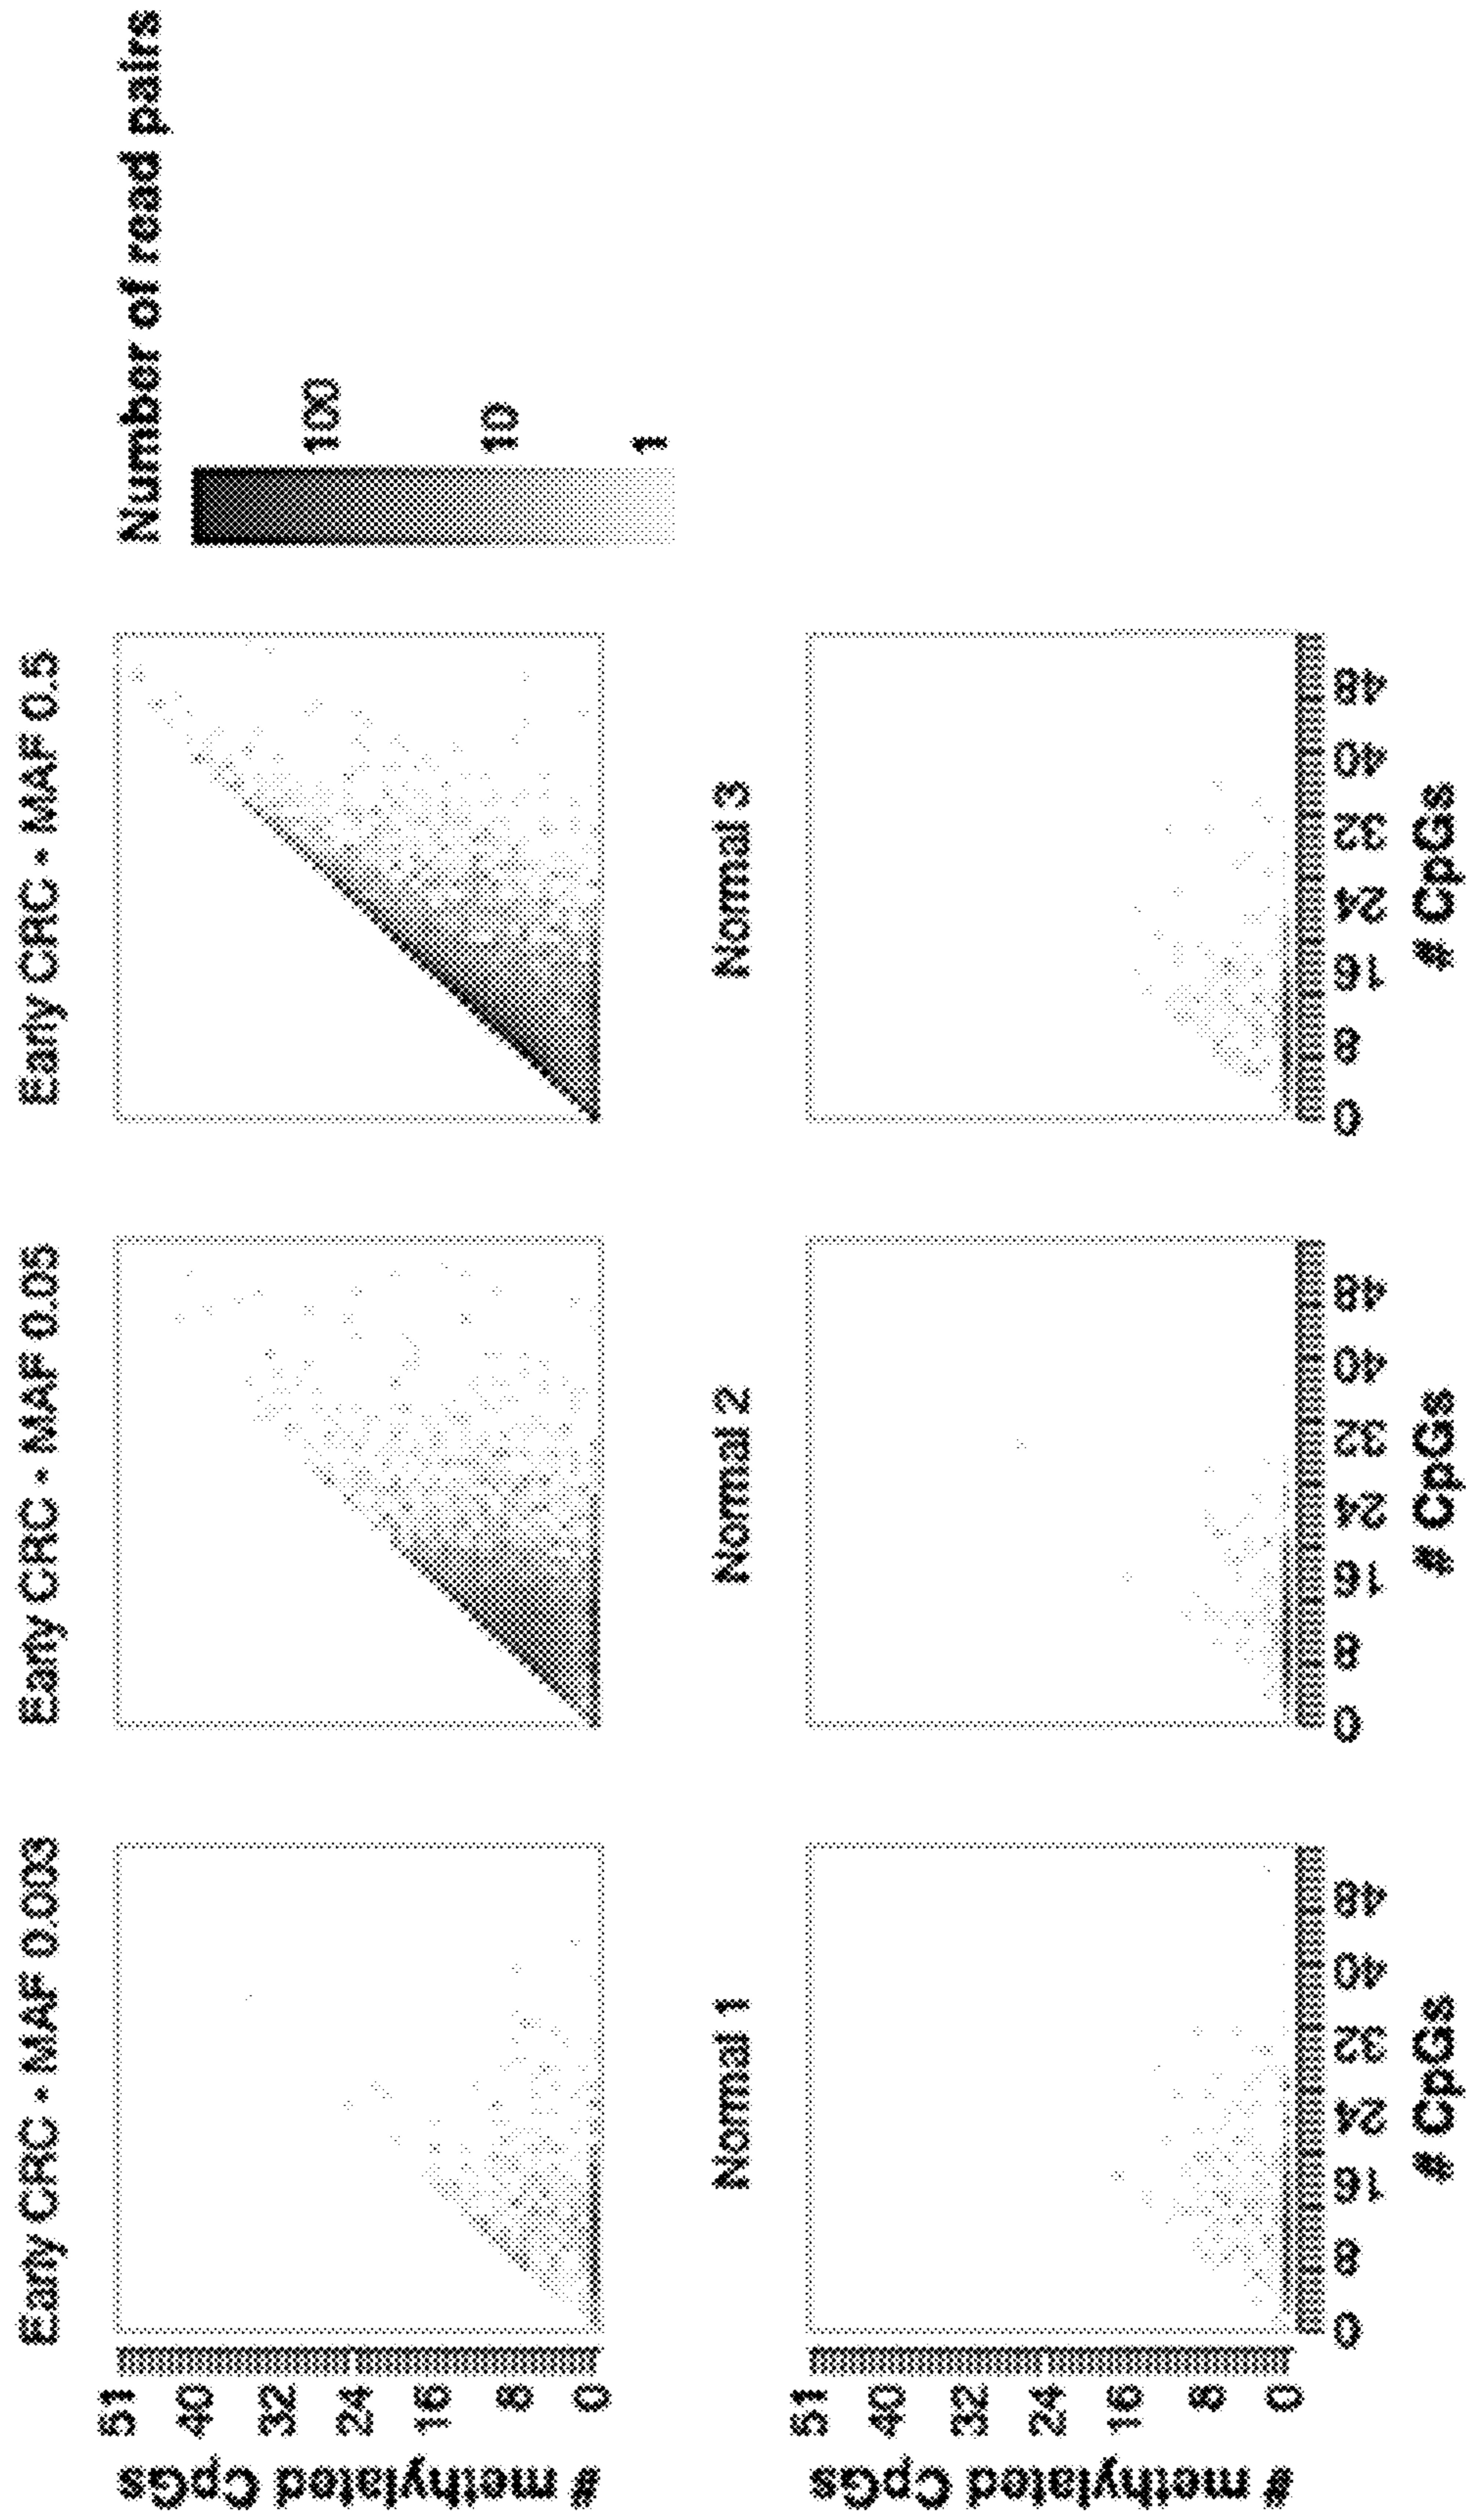 Early CRC - MAF 0.003
Early CRC - MAF 0.05
Early CRC - MAF 0.5
Number of read pairs
100
10
1
# methylated CpGs
51
40
32
24
16
8
0
Normal 1
Normal 2
Normal 3
# methylated CpGs
51
40
32
24
16
8
0
0 8 16 24 32 40 48
0 8 16 24 32 40 48
0 8 16 24 32 40 48
# CpGs
# CpGs
# CpGs